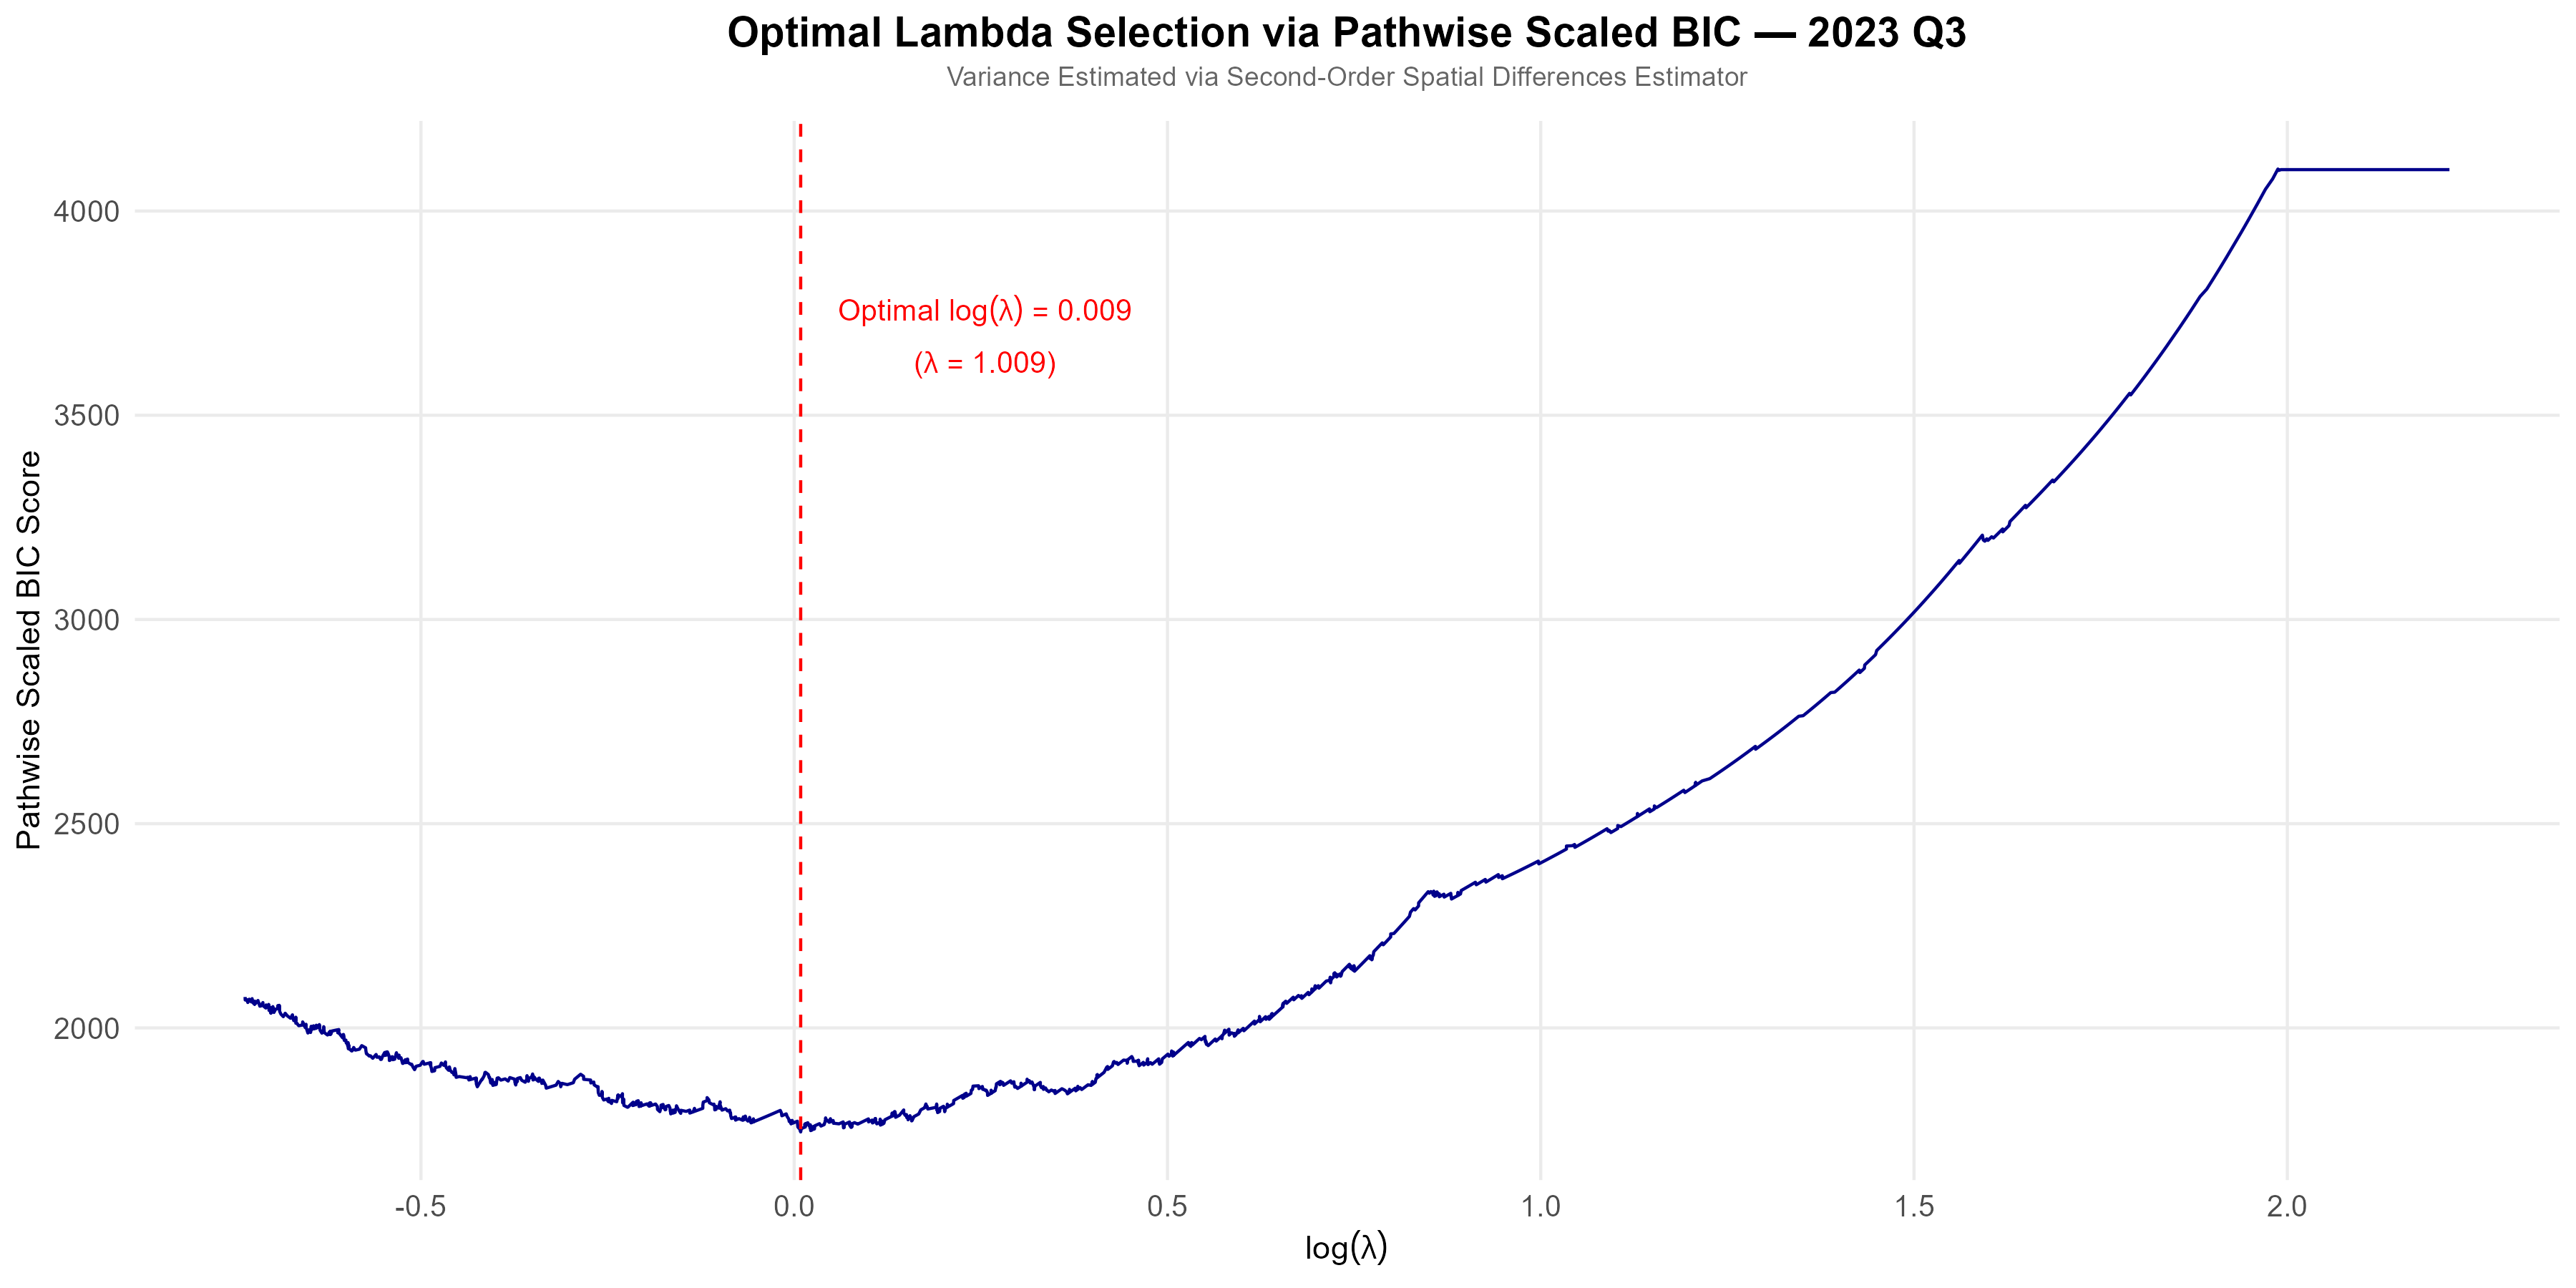 Optimal Lambda Selection via Pathwise Scaled BIC — 2023 Q3
Variance Estimated via Second-Order Spatial Differences Estimator
Pathwise Scaled BIC Score
4000
3500
3000
2500
2000
Optimal log(λ) = 0.009
(λ = 1.009)
-0.5 0.0 0.5 1.0 1.5 2.0
log(λ)